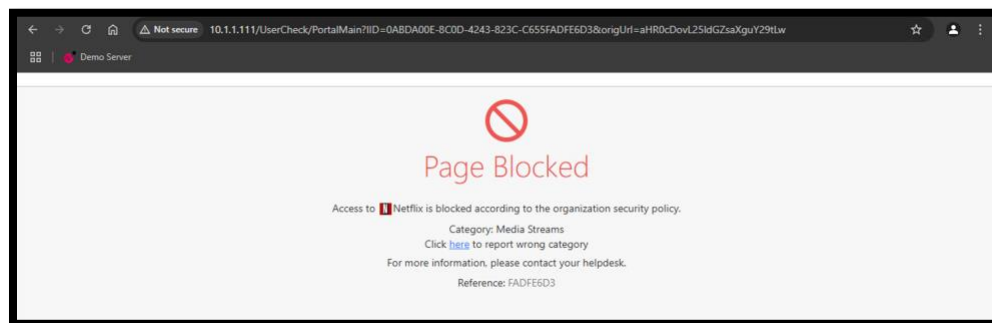 Not secure 10.1.1.111/UserCheck/PortalMain?IID=0ABDA00E-8C0D-4243-823C-C655FADFE6D3&origUrl=aHR0cDovL25ldGZsaXguY29tLw
Demo Server
Page Blocked
Access to N Netflix is blocked according to the organization security policy.
Category: Media Streams
Click here to report wrong category
For more information, please contact your helpdesk.
Reference: FADFE6D3